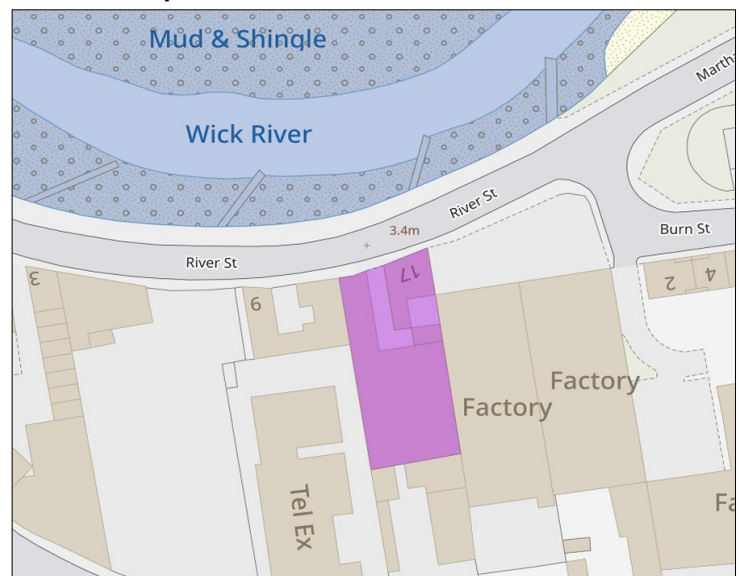 Mud & Shingle
Martha
Wick River
River St
3.4m
Burn St
River St
17
3
2
4
9
Factory
Factory
Tel Ex
Fa